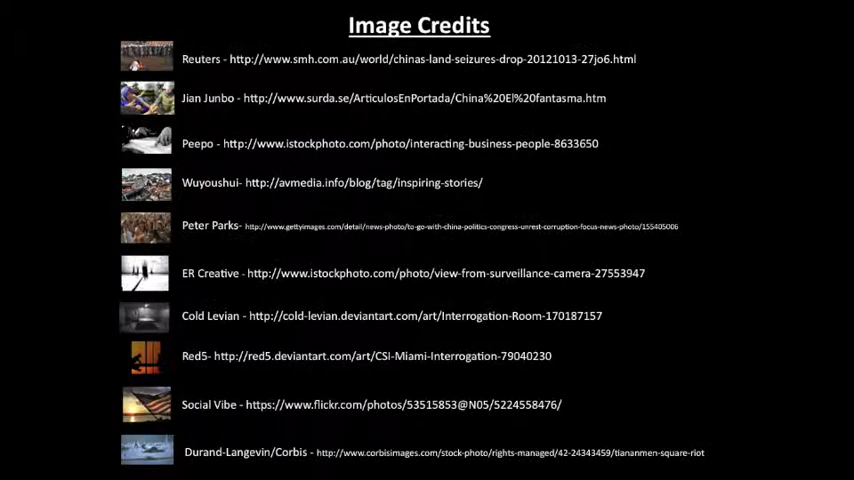 Image Credits
Reuters - http://www.smh.com.au/world/chinas-land-seizures-drop-20121013-27jo6.html
Jian Junbo - http://www.surda.se/ArticulosEnPortada/China%20El%20fantasma.htm
Peepo - http://www.istockphoto.com/photo/interacting-business-people-8633650
Wuyoushui- http://avmedia.info/blog/tag/inspiring-stories/
Peter Parks- http://www.gettyimages.com/detail/news-photo/to-go-with-china-politics-congress-unrest-corruption-focus-news-photo/155405006
ER Creative - http://www.istockphoto.com/photo/view-from-surveillance-camera-27553947
Cold Levian - http://cold-levian.deviantart.com/art/Interrogation-Room-170187157
Red5- http://red5.deviantart.com/art/CSI-Miami-Interrogation-79040230
Social Vibe - https://www.flickr.com/photos/53515853@N05/5224558476/
Durand-Langevin/Corbis - http://www.corbisimages.com/stock-photo/rights-managed/42-24343459/tiananmen-square-riot